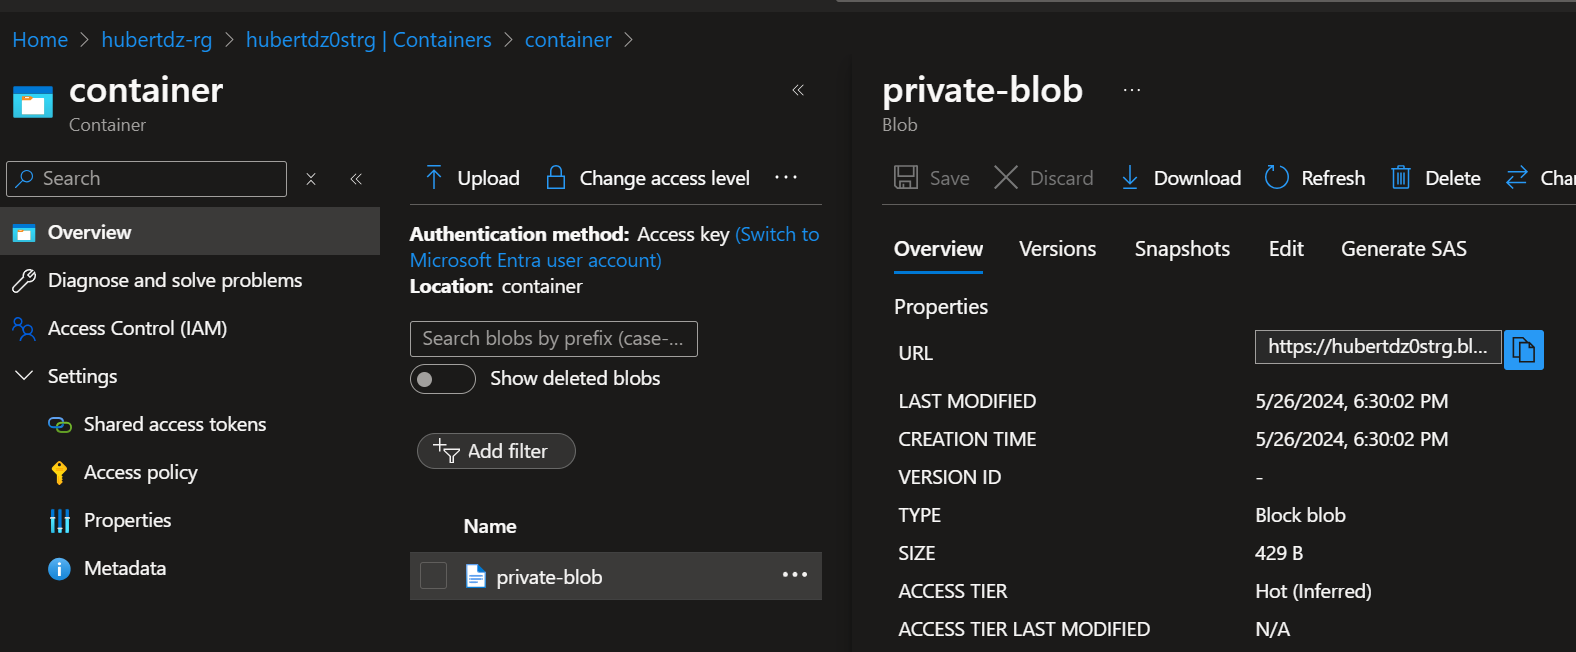 Home > hubertdz-rg > hubertdz0strg | Containers > container >
container
Container
Search
Overview
Diagnose and solve problems
Access Control (IAM)
Settings
Shared access tokens
Access policy
Properties
Metadata
Upload
Change access level
Authentication method: Access key (Switch to
Microsoft Entra user account)
Location: container
Search blobs by prefix (case-...
Show deleted blobs
Add filter
Name
private-blob
private-blob
Blob
Save Discard Download Refresh Delete Chan
Overview Versions Snapshots Edit Generate SAS
Properties
URL https://hubertdz0strg.bl...
LAST MODIFIED 5/26/2024, 6:30:02 PM
CREATION TIME 5/26/2024, 6:30:02 PM
VERSION ID -
TYPE Block blob
SIZE 429 B
ACCESS TIER Hot (Inferred)
ACCESS TIER LAST MODIFIED N/A